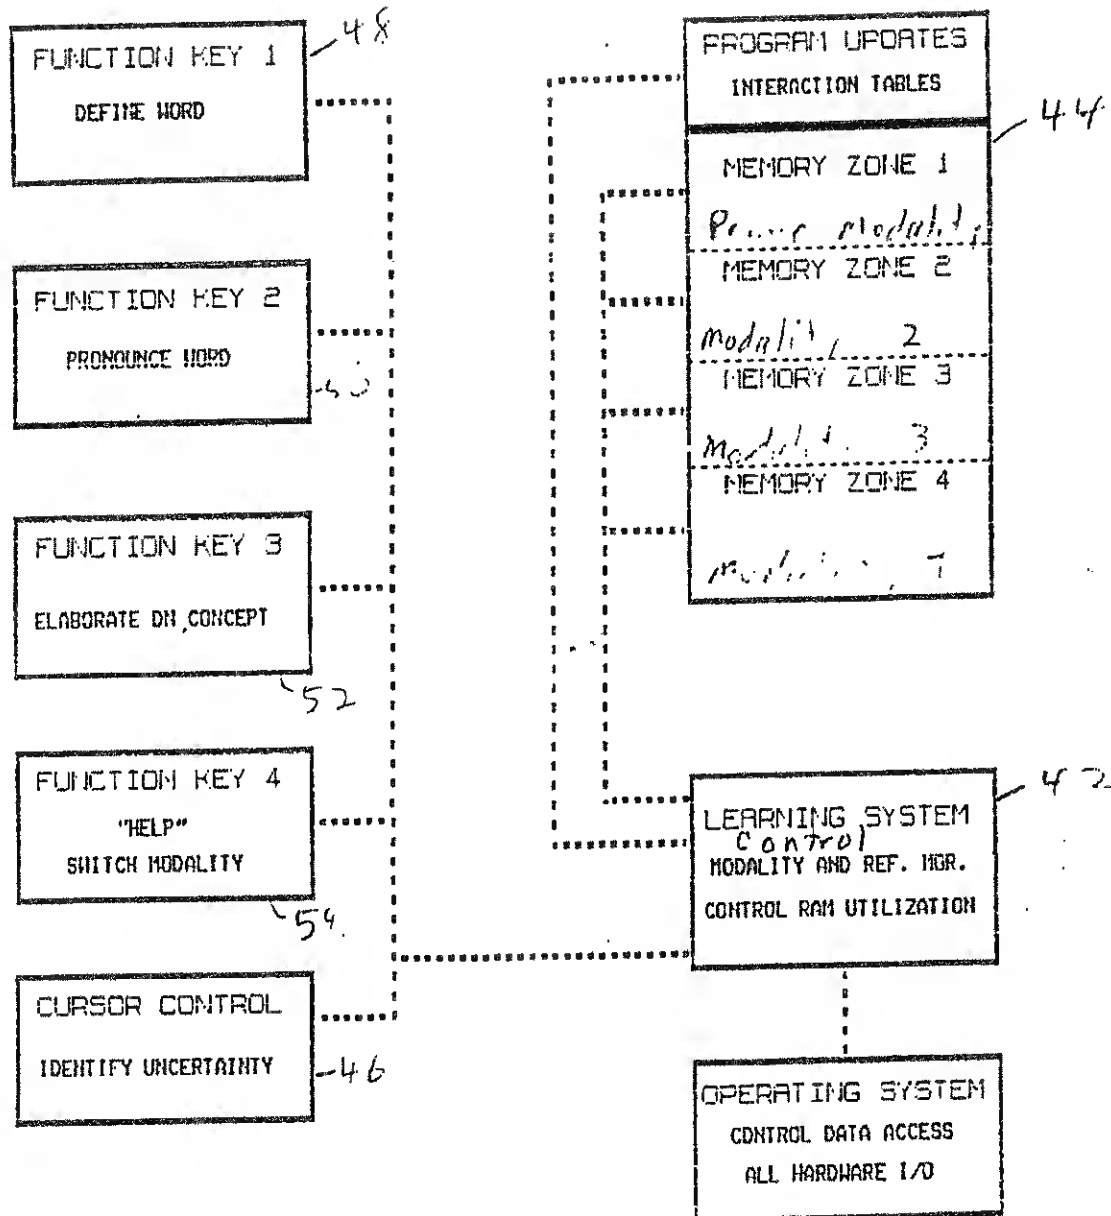 FUNCTION KEY 1
DEFINE WORD
48
FUNCTION KEY 2
PRONOUNCE WORD
50
FUNCTION KEY 3
ELABORATE ON CONCEPT
52
FUNCTION KEY 4
"HELP"
SWITCH MODALITY
54
CURSOR CONTROL
IDENTIFY UNCERTAINTY
46
PROGRAM UPDATES
INTERACTION TABLES
44
MEMORY ZONE 1
Modality
MEMORY ZONE 2
Modality 2
MEMORY ZONE 3
Modality 3
MEMORY ZONE 4
42
LEARNING SYSTEM
Control
MODALITY AND REF. MGR.
CONTROL RAM UTILIZATION
OPERATING SYSTEM
CONTROL DATA ACCESS
ALL HARDWARE I/O